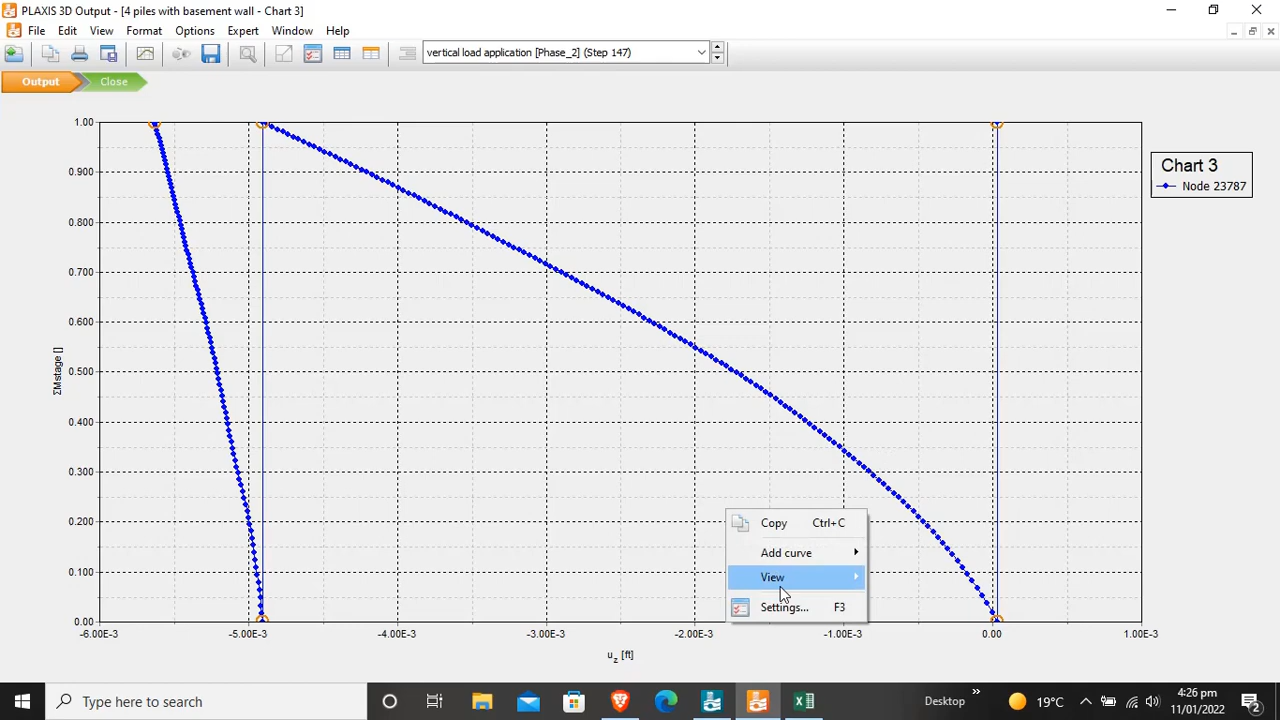 PLAXIS 3D Output - [4 piles with basement wall - Chart 3]
File Edit View Format Options Expert Window Help
vertical load application [Phase_2] (Step 147)
Output Close
1.00
0.900
0.800
0.700
0.600
0.500
0.400
0.300
0.200
0.100
0.00
ΣMstage []
Chart 3
Node 23787
Copy Ctrl+C
Add curve
View
Settings... F3
-6.00E-3 -5.00E-3 -4.00E-3 -3.00E-3 -2.00E-3 -1.00E-3 0.00 1.00E-3
uz [ft]
Type here to search
Desktop
19°C
4:26 pm
11/01/2022
2